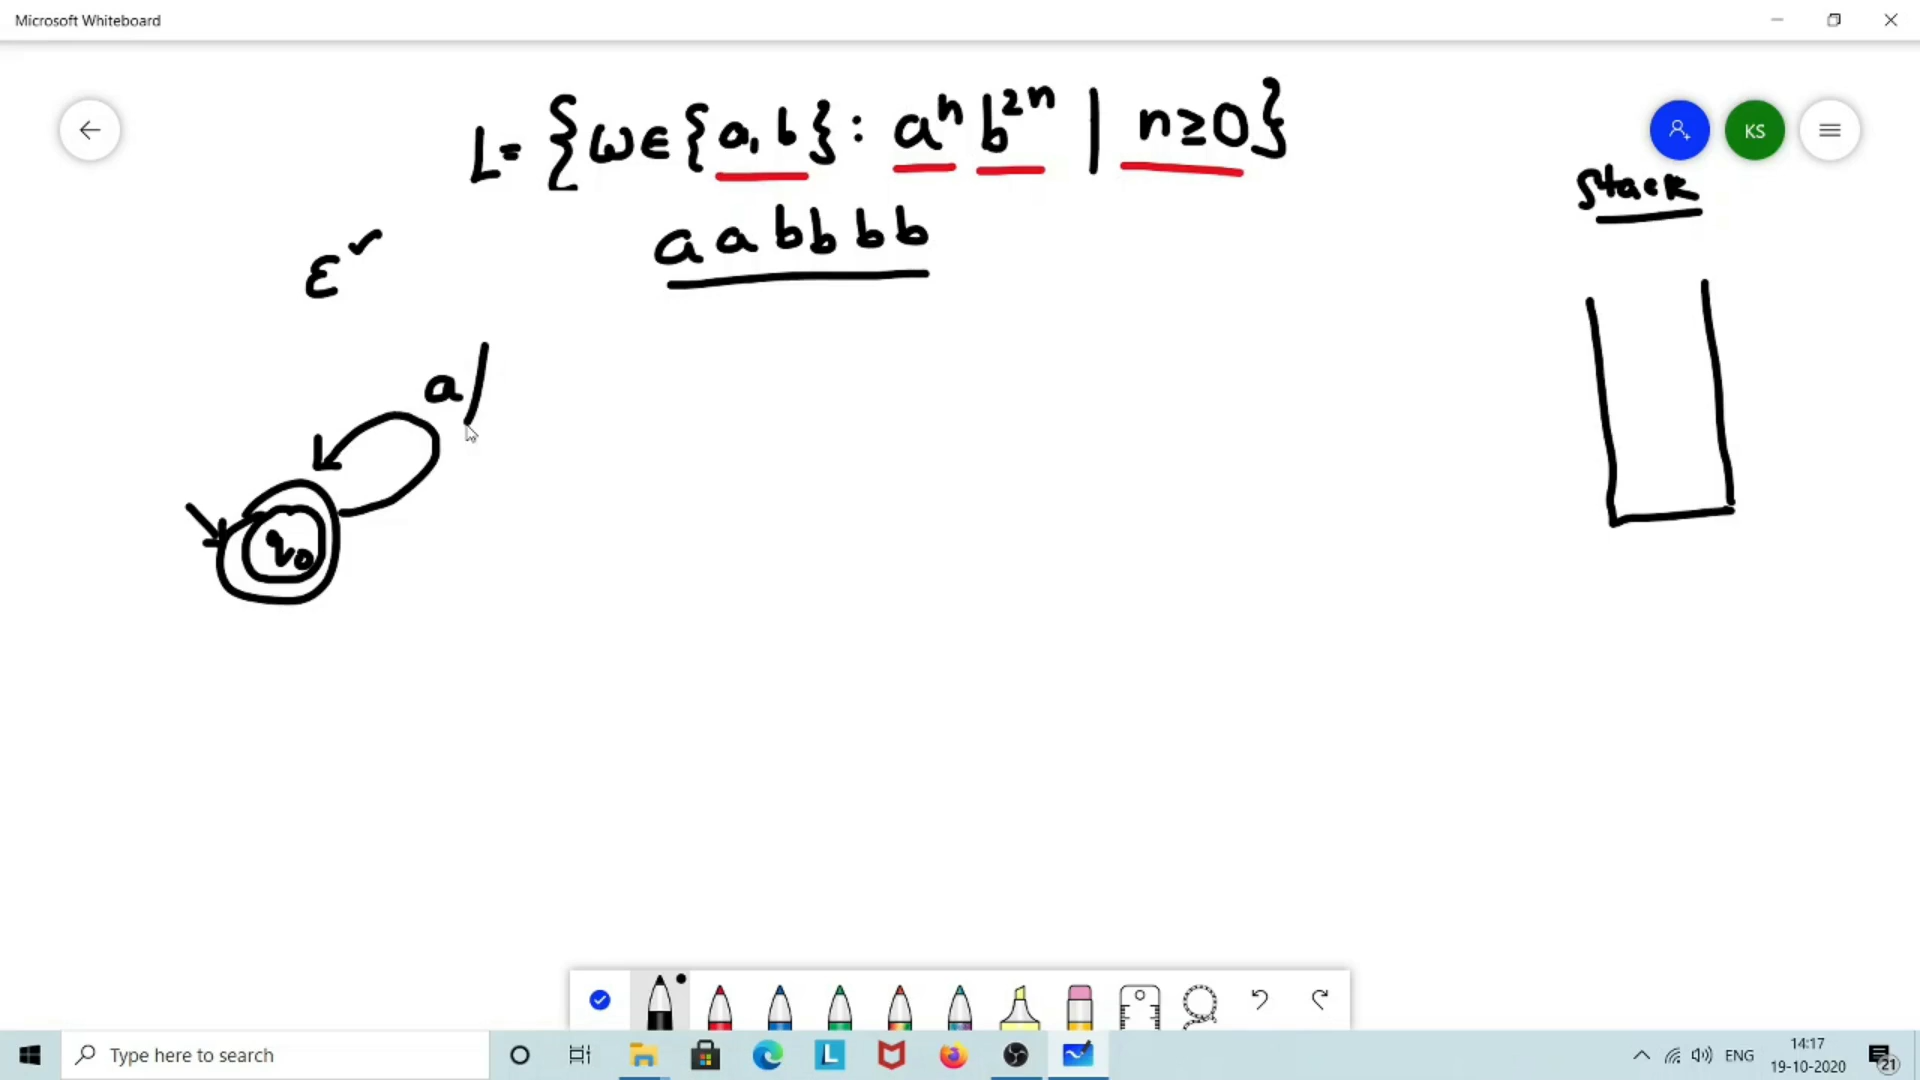 Microsoft Whiteboard
L = {ω∈{a,b}: aⁿ b²ⁿ | n≥0}
KS
Stack
a a b b b b
ε ✓
a/
q₀
Type here to search
L
ENG
14:17
19-10-2020
21